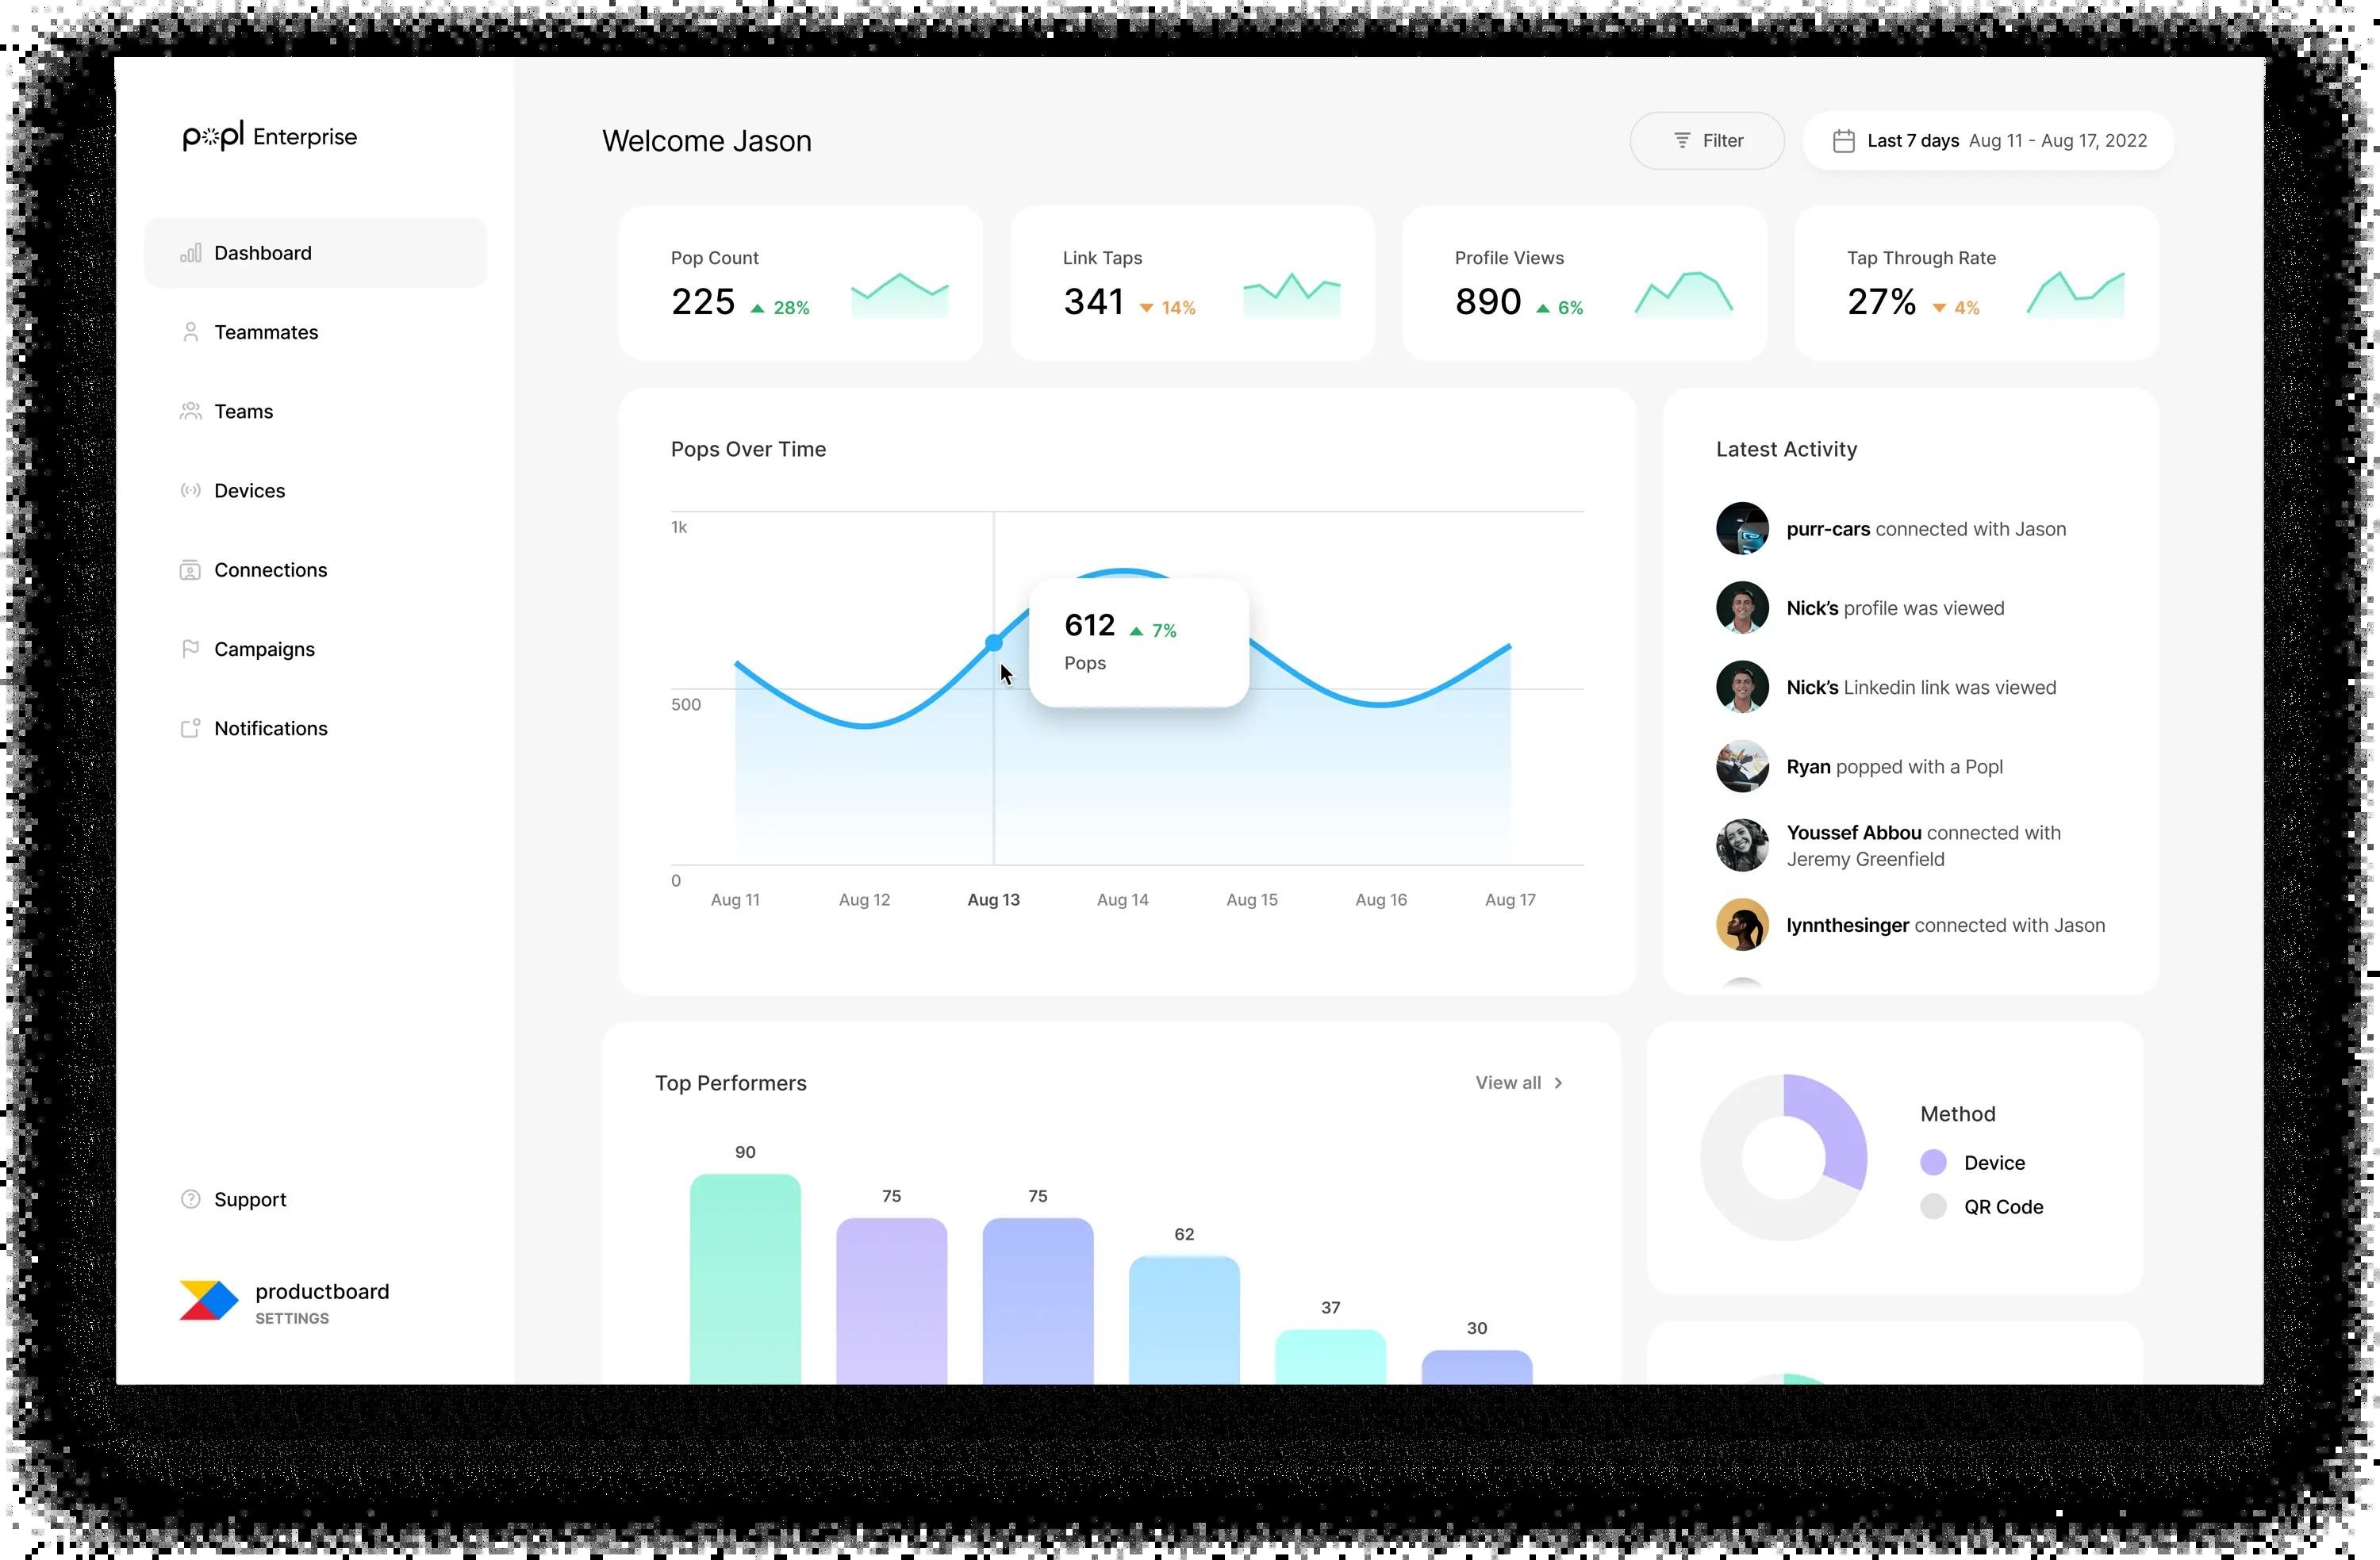 popl Enterprise
Dashboard
Teammates
Teams
Devices
Connections
Campaigns
Notifications
Support
productboard
SETTINGS
Welcome Jason
Filter
Last 7 days Aug 11 - Aug 17, 2022
Pop Count
225 28%
Link Taps
341 14%
Profile Views
890 6%
Tap Through Rate
27% 4%
Pops Over Time
1k
500
0
612 7%
Pops
Aug 11 Aug 12 Aug 13 Aug 14 Aug 15 Aug 16 Aug 17
Latest Activity
purr-cars connected with Jason
Nick’s profile was viewed
Nick’s Linkedin link was viewed
Ryan popped with a Popl
Youssef Abbou connected with
Jeremy Greenfield
lynnthesinger connected with Jason
Top Performers
View all
90
75
75
62
37
30
Method
Device
QR Code